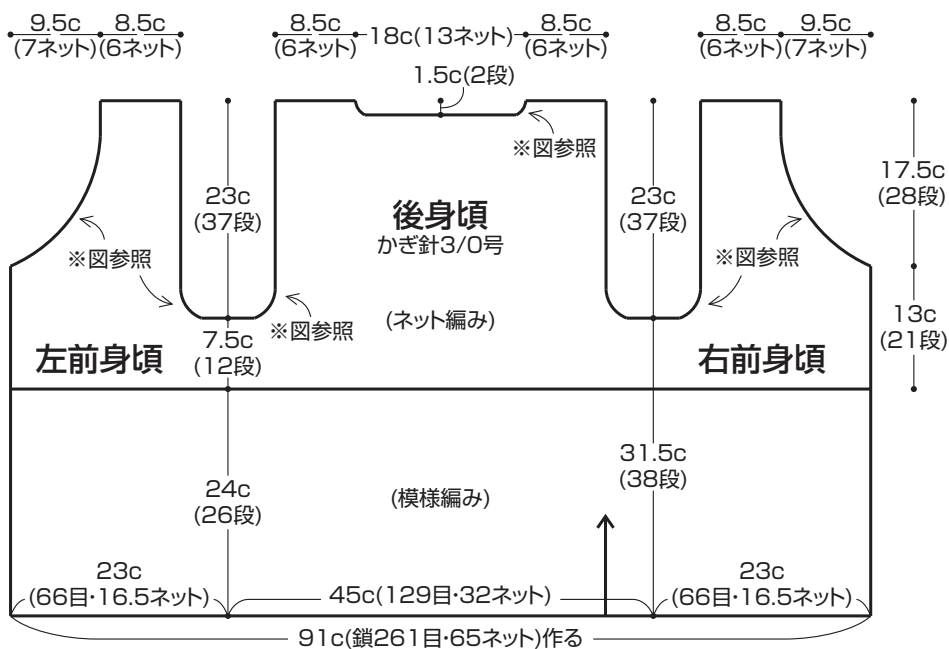 9.5c
(7ネット)
8.5c
(6ネット)
8.5c
(6ネット)
18c(13ネット)
8.5c
(6ネット)
8.5c
(6ネット)
9.5c
(7ネット)
1.5c(2段)
※図参照
17.5c
(28段)
23c
(37段)
後身頃
かぎ針3/0号
23c
(37段)
※図参照
※図参照
(ネット編み)
※図参照
13c
(21段)
左前身頃
7.5c
(12段)
右前身頃
31.5c
(38段)
24c
(26段)
(模様編み)
23c
(66目・16.5ネット)
45c(129目・32ネット)
23c
(66目・16.5ネット)
91c(鎖261目・65ネット)作る